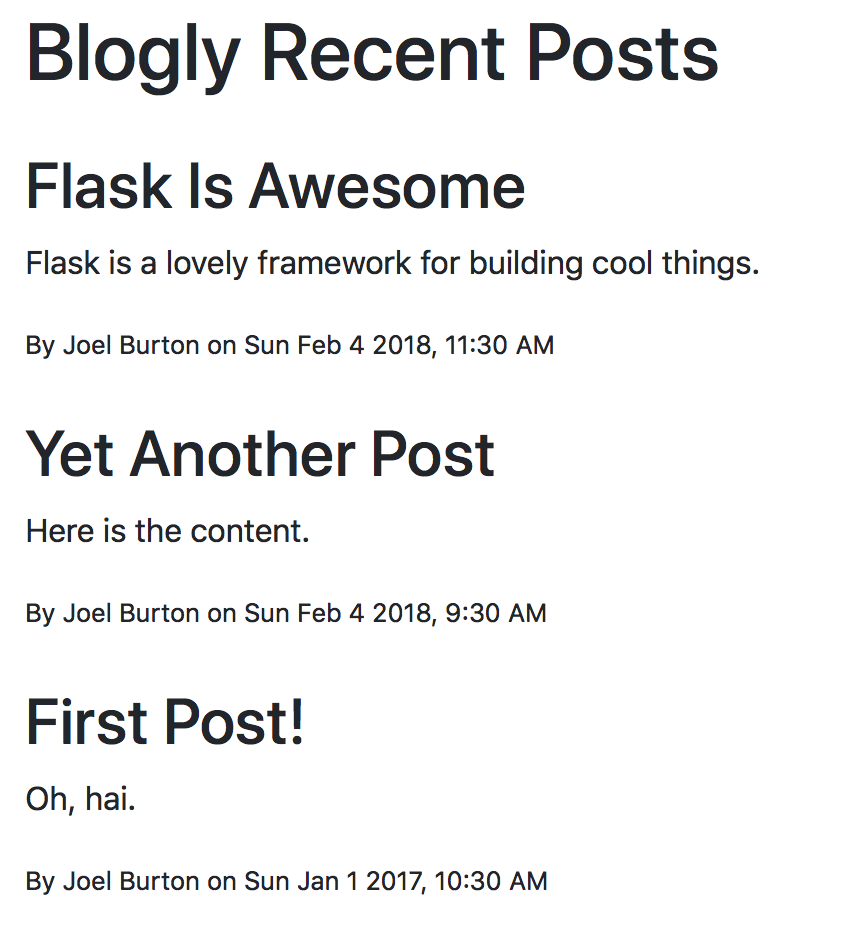 Blogly Recent Posts
Flask Is Awesome
Flask is a lovely framework for building cool things.
By Joel Burton on Sun Feb 4 2018, 11:30 AM
Yet Another Post
Here is the content.
By Joel Burton on Sun Feb 4 2018, 9:30 AM
First Post!
Oh, hai.
By Joel Burton on Sun Jan 1 2017, 10:30 AM